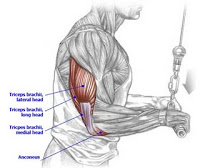 Triceps brachii,
lateral head
Triceps brachii,
long head
Triceps brachii,
medial head
Anconeus